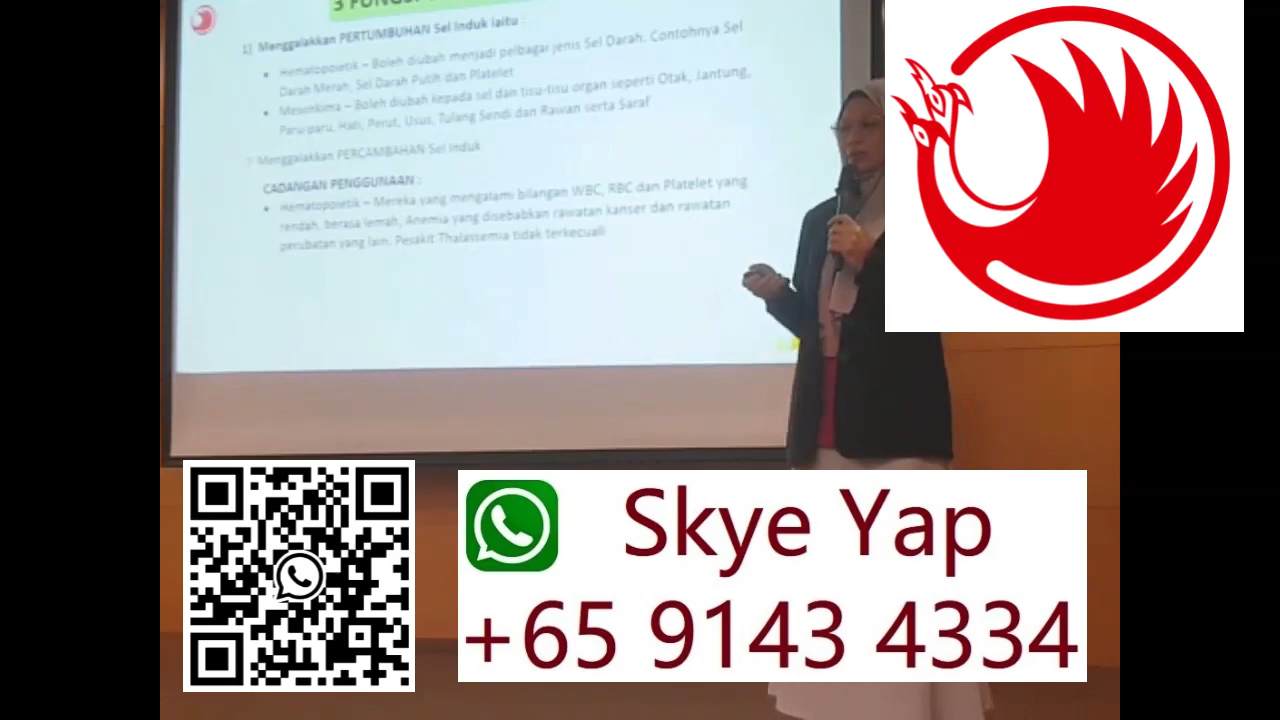 3 FUNGSI
1) Menggalakkan PERTUMBUHAN Sel Induk iaitu :
• Hematopoietik – Boleh diubah menjadi pelbagai jenis Sel Darah. Contohnya Sel
Darah Merah, Sel Darah Putih dan Platelet
• Mesenkima – Boleh diubah kepada sel dan tisu-tisu organ seperti Otak, Jantung,
Paru-paru, Hati, Perut, Usus, Tulang Sendi dan Rawan serta Saraf
Menggalakkan PERCAMBAHAN Sel Induk
CADANGAN PENGGUNAAN :
• Hematopoietik – Mereka yang mengalami bilangan WBC, RBC dan Platelet yang
rendah, berasa lemah, Anemia yang disebabkan rawatan kanser dan rawatan
perubatan yang lain. Pesakit Thalassemia tidak terkecuali
Skye Yap
+65 9143 4334